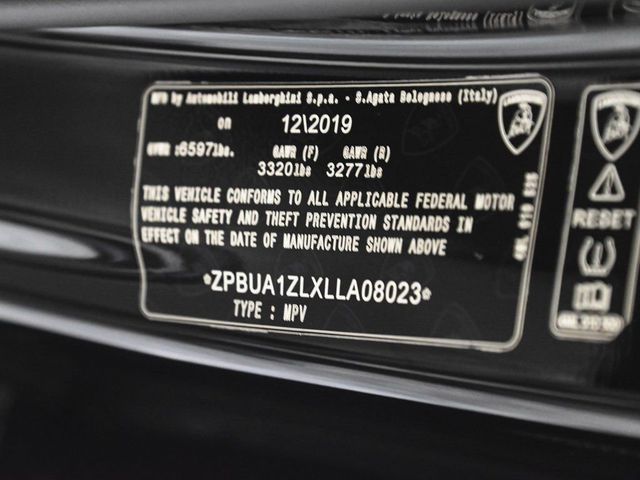 MFD by Automobili Lamborghini S.p.a. - S.Agata Bolognese (Italy)
on 12\2019
GVWR :6597lbs. GAWR (F) GAWR (R)
3320lbs 3277lbs
THIS VEHICLE CONFORMS TO ALL APPLICABLE FEDERAL MOTOR
VEHICLE SAFETY AND THEFT PREVENTION STANDARDS IN
EFFECT ON THE DATE OF MANUFACTURE SHOWN ABOVE
*ZPBUA1ZLXLLA08023*
TYPE : MPV
LAMBORGHINI
RESET